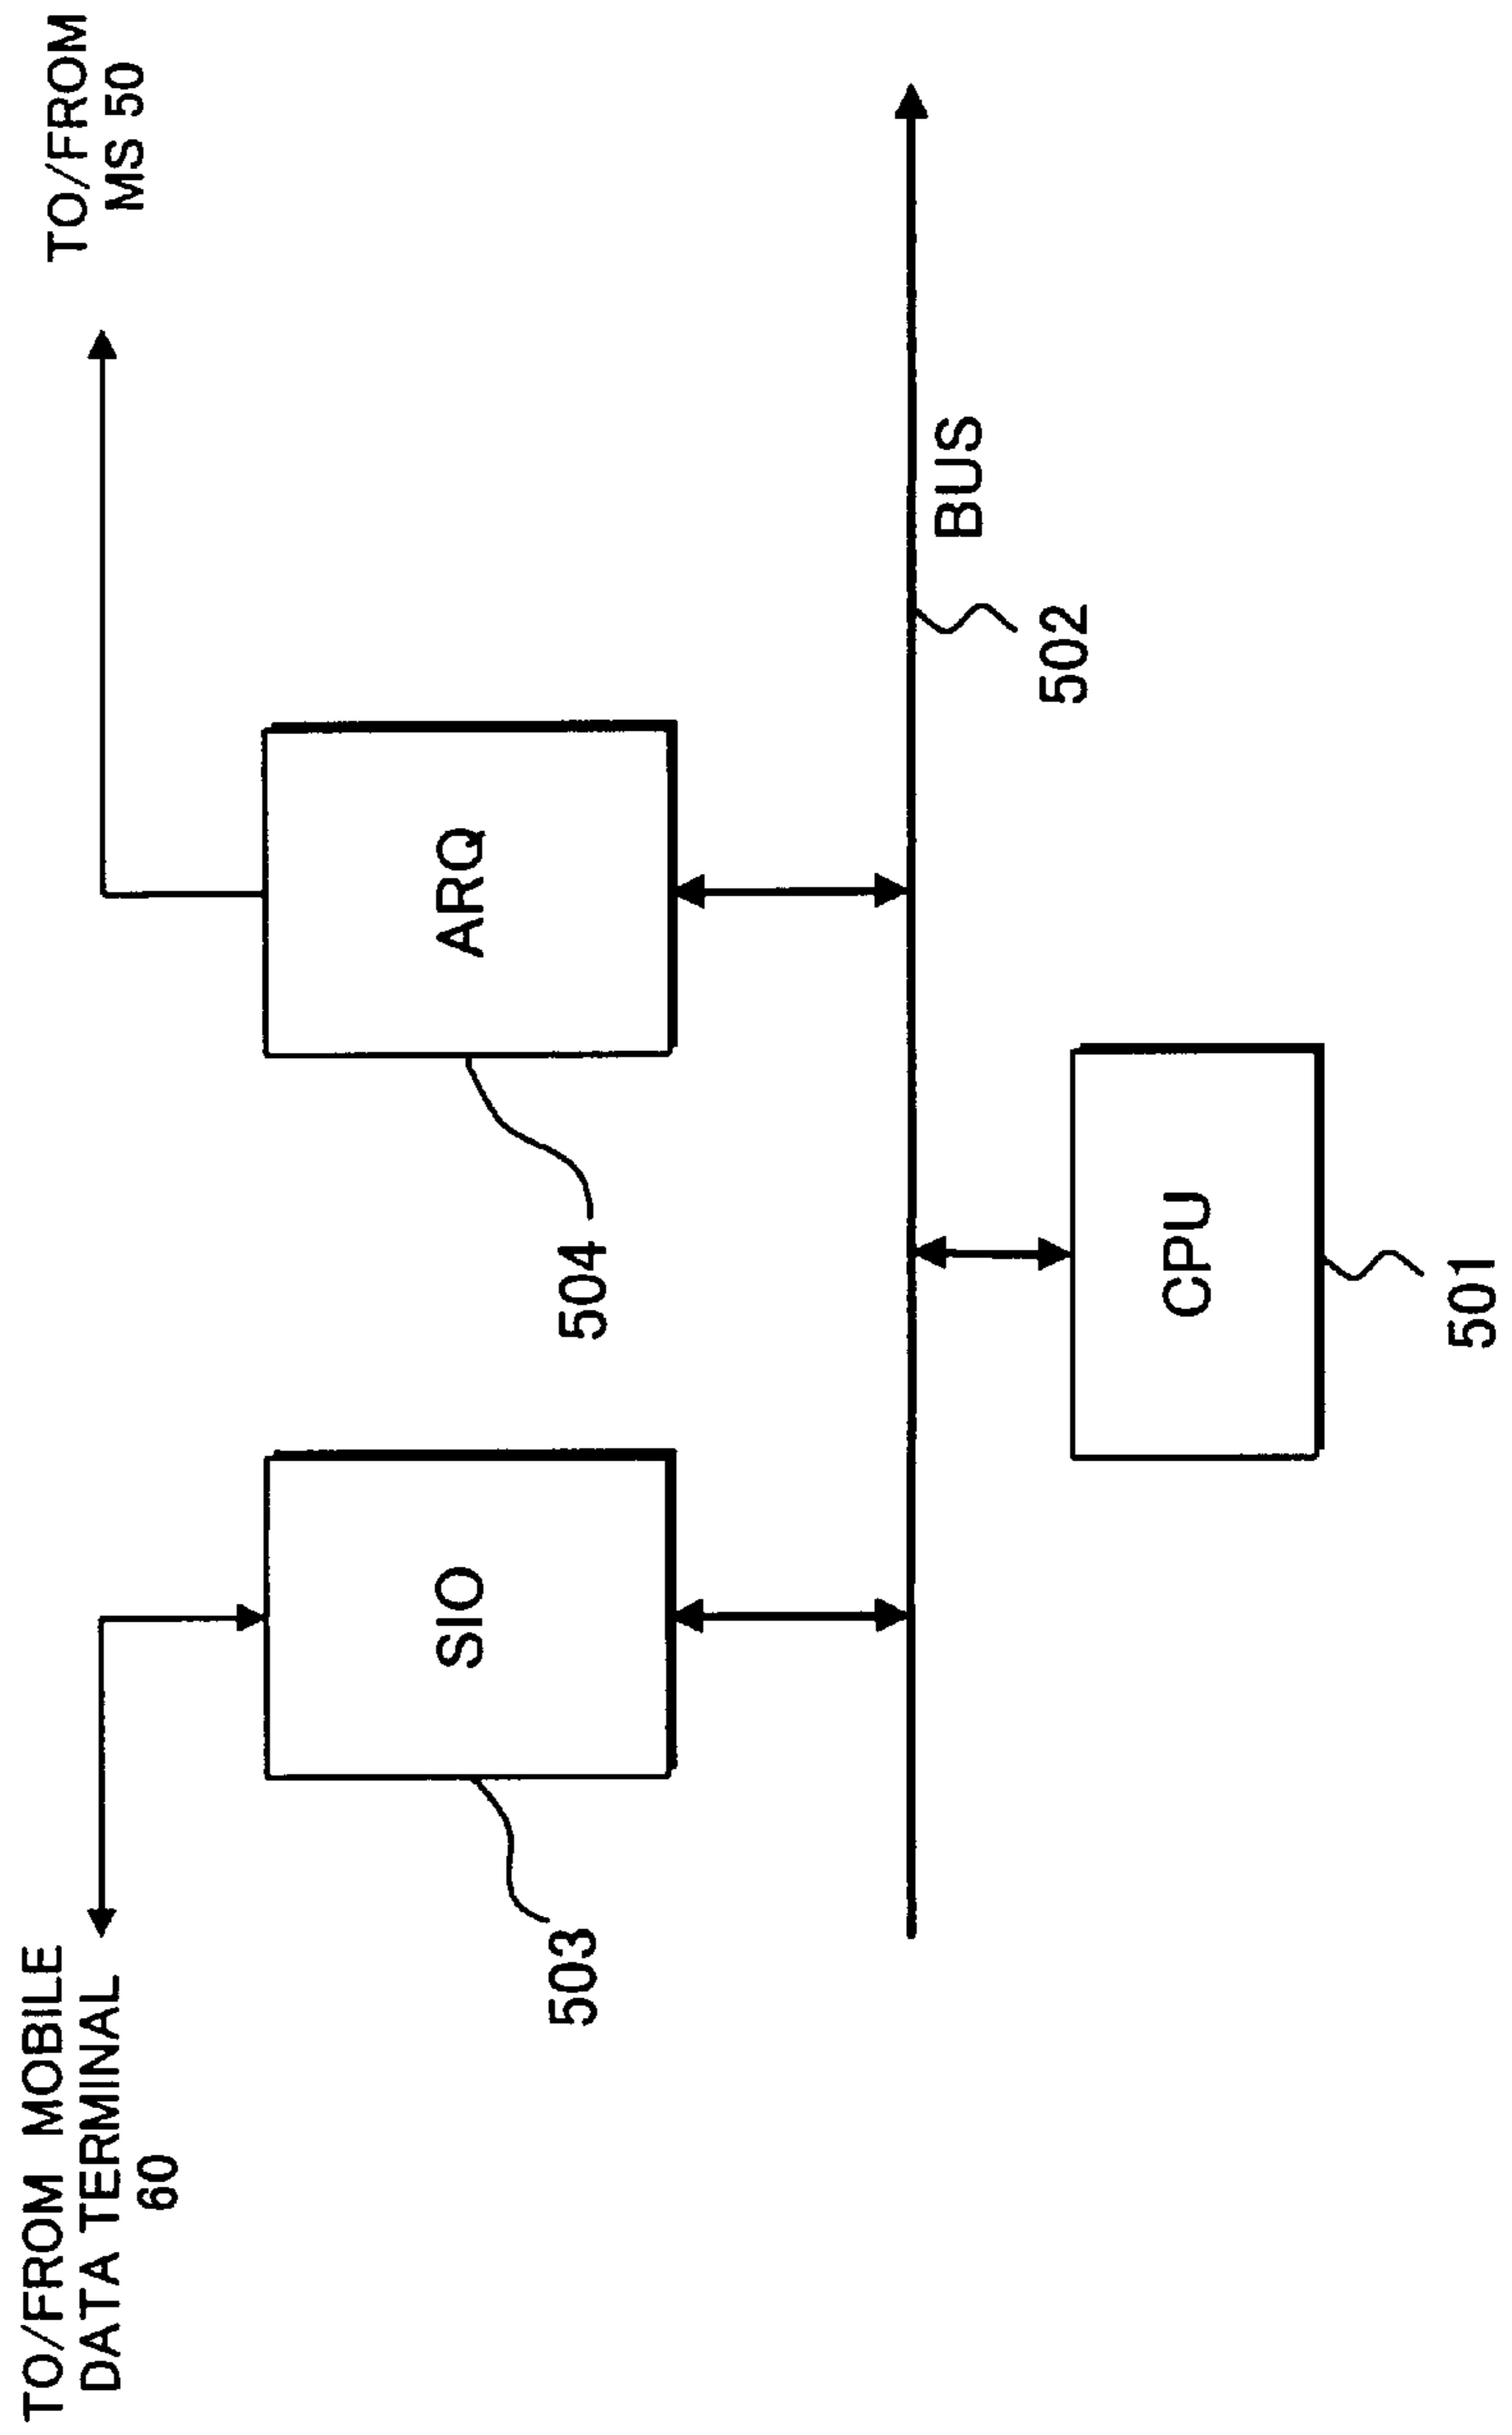 TO/FROM MOBILE
DATA TERMINAL
60
TO/FROM
MS 50
SIO
ARQ
503
504
BUS
502
CPU
501